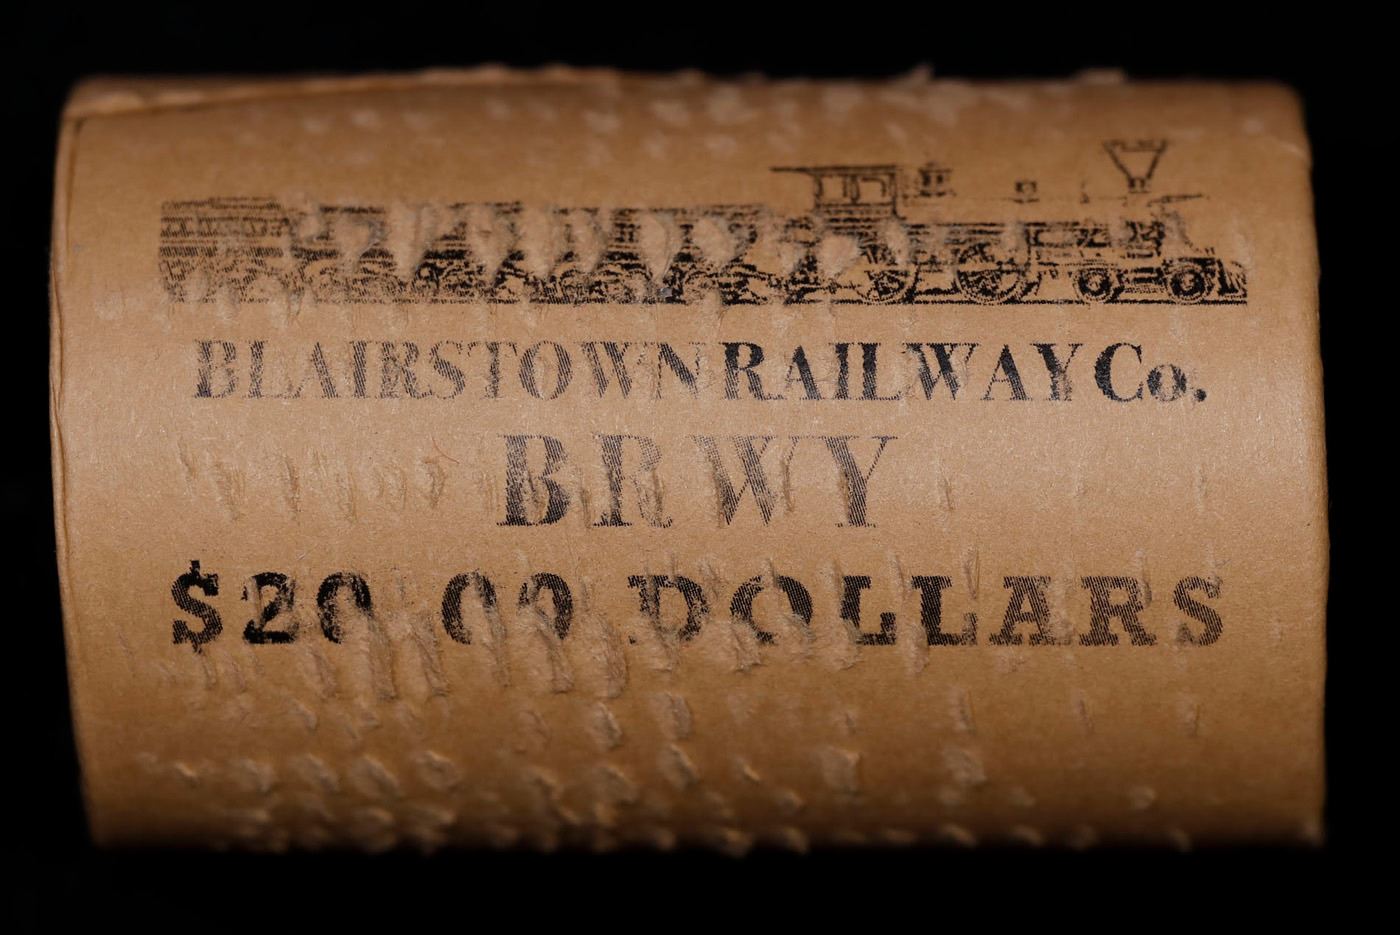 BLAIRSTOWN RAILWAY Co.
BRWY
$20.00 DOLLARS